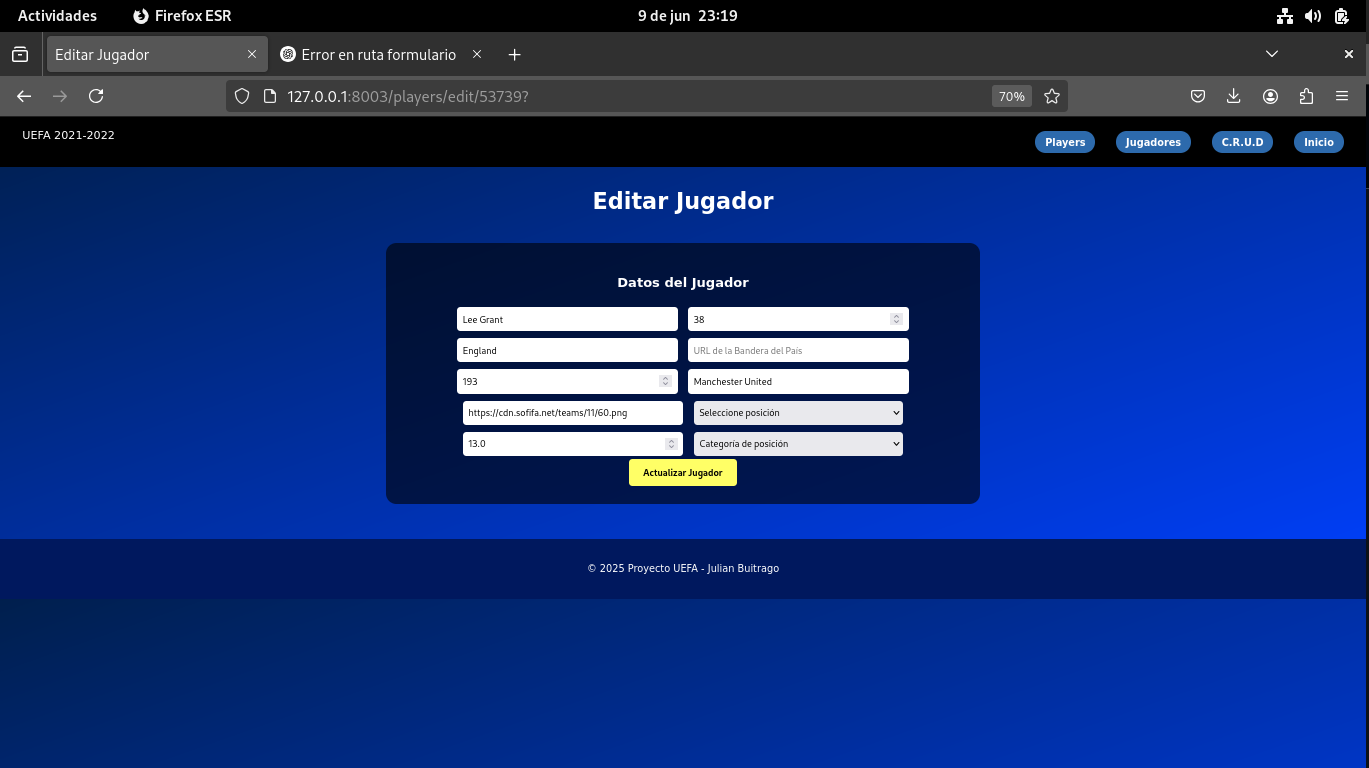 Actividades Firefox ESR 9 de jun 23:19
Editar Jugador Error en ruta formulario
127.0.0.1:8003/players/edit/53739? 70%
UEFA 2021-2022 Players Jugadores C.R.U.D Inicio
Editar Jugador
Datos del Jugador
Lee Grant 38
England URL de la Bandera del País
193 Manchester United
https://cdn.sofifa.net/teams/11/60.png Seleccione posición
13.0 Categoría de posición
Actualizar Jugador
© 2025 Proyecto UEFA - Julian Buitrago